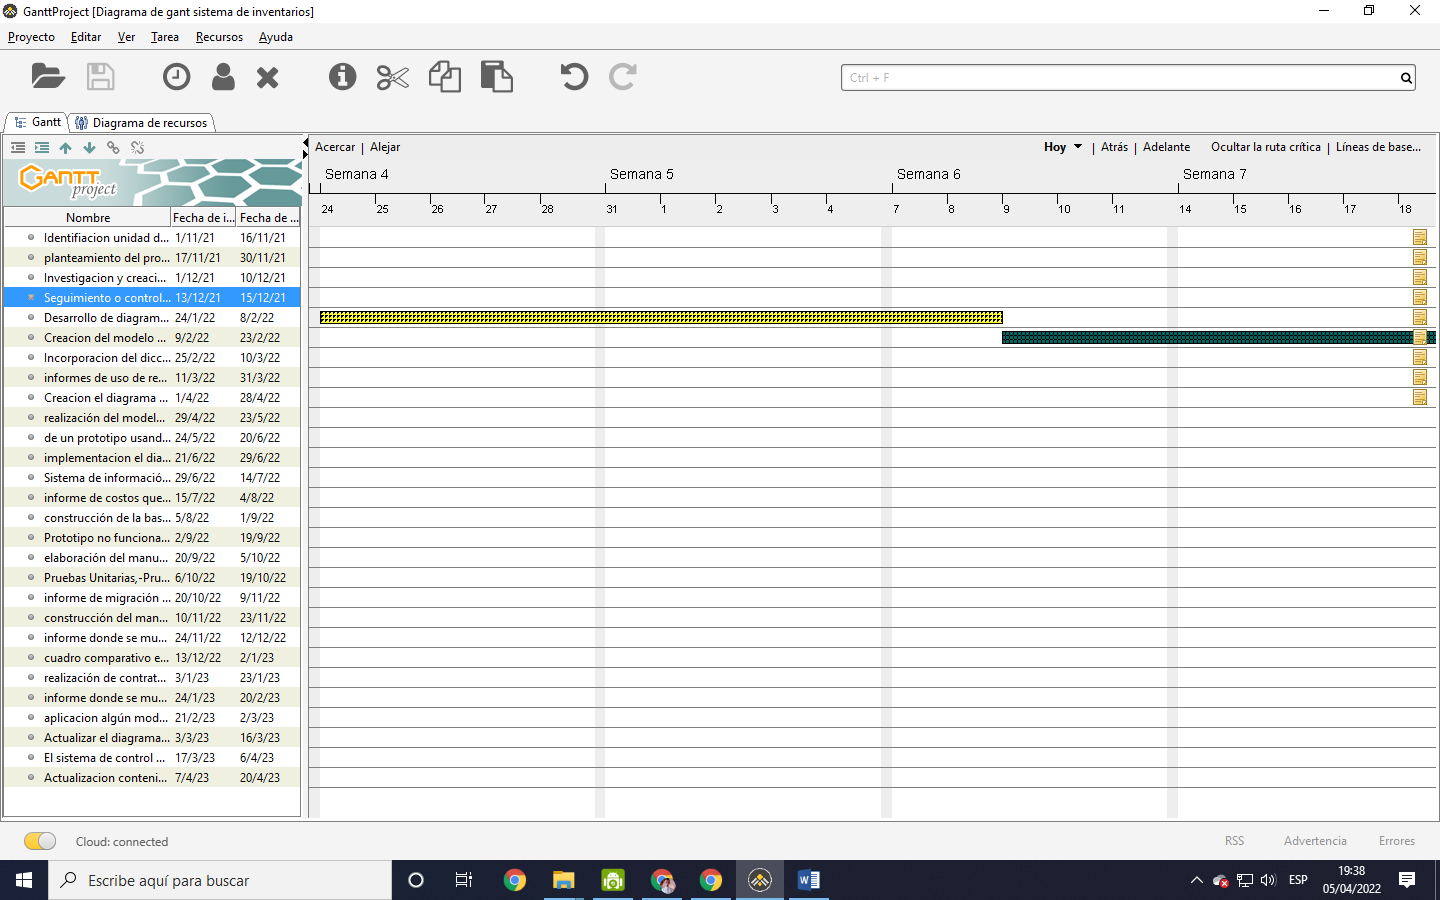 GanttProject [Diagrama de gant sistema de inventarios]
Proyecto Editar Ver Tarea Recursos Ayuda
Ctrl + F
Gantt Diagrama de recursos
Acercar | Alejar Hoy | Atrás | Adelante Ocultar la ruta crítica | Líneas de base...
GANTT project
Semana 4 Semana 5 Semana 6 Semana 7
24 25 26 27 28 31 1 2 3 4 7 8 9 10 11 14 15 16 17 18
Nombre Fecha de i... Fecha de ...
Identifiacion unidad d... 1/11/21 16/11/21
planteamiento del pro... 17/11/21 30/11/21
Investigacion y creaci... 1/12/21 10/12/21
Seguimiento o control... 13/12/21 15/12/21
Desarrollo de diagram... 24/1/22 8/2/22
Creacion del modelo ... 9/2/22 23/2/22
Incorporacion del dicc... 25/2/22 10/3/22
informes de uso de re... 11/3/22 31/3/22
Creacion el diagrama ... 1/4/22 28/4/22
realización del model... 29/4/22 23/5/22
de un prototipo usand... 24/5/22 20/6/22
implementacion el dia... 21/6/22 29/6/22
Sistema de informació... 29/6/22 14/7/22
informe de costos que... 15/7/22 4/8/22
construcción de la bas... 5/8/22 1/9/22
Prototipo no funciona... 2/9/22 19/9/22
elaboración del manu... 20/9/22 5/10/22
Pruebas Unitarias,-Pru... 6/10/22 19/10/22
informe de migración ... 20/10/22 9/11/22
construcción del man... 10/11/22 23/11/22
informe donde se mu... 24/11/22 12/12/22
cuadro comparativo e... 13/12/22 2/1/23
realización de contrat... 3/1/23 23/1/23
informe donde se mu... 24/1/23 20/2/23
aplicacion algún mod... 21/2/23 2/3/23
Actualizar el diagrama... 3/3/23 16/3/23
El sistema de control ... 17/3/23 6/4/23
Actualizacion conteni... 7/4/23 20/4/23
Cloud: connected RSS Advertencia Errores
Escribe aquí para buscar
ESP
19:38
05/04/2022